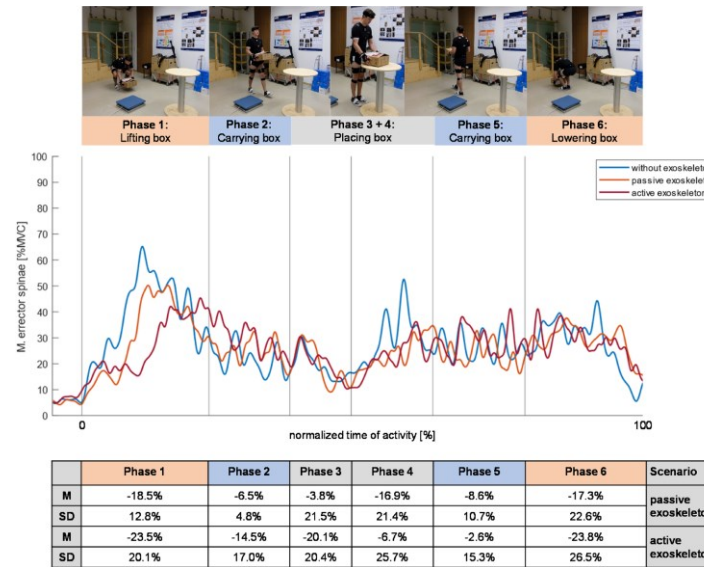 Phase 1: Phase 2: Phase 3 + 4: Phase 5: Phase 6:
Lifting box Carrying box Placing box Carrying box Lowering box
100
90
80
70
60
50
40
30
20
10
0
M. errector spinae [%MVC]
without exoskeleto
passive exoskeleto
active exoskeleton
0 100
normalized time of activity [%]
Phase 1 Phase 2 Phase 3 Phase 4 Phase 5 Phase 6 Scenario
M -18.5% -6.5% -3.8% -16.9% -8.6% -17.3% passive
SD 12.8% 4.8% 21.5% 21.4% 10.7% 22.6% exoskeleto
M -23.5% -14.5% -20.1% -6.7% -2.6% -23.8% active
SD 20.1% 17.0% 20.4% 25.7% 15.3% 26.5% exoskeleto